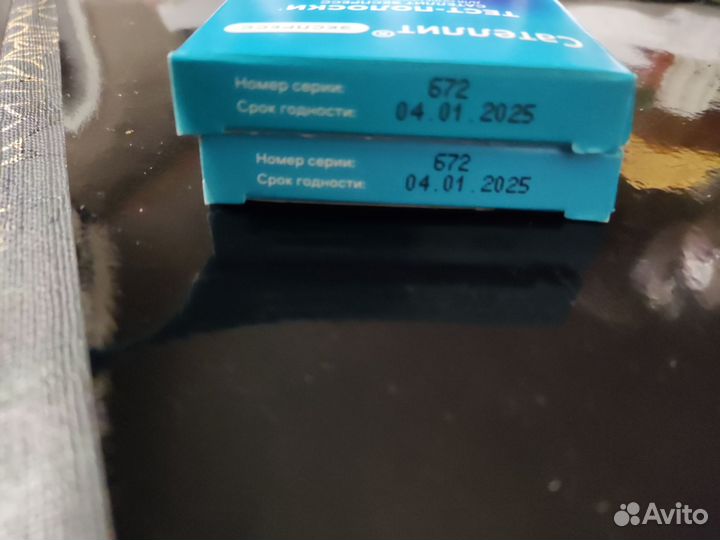 Сателлит®
ЭКСПРЕСС
ТЕСТ-ПОЛОСКИ
Номер серии: 672
Срок годности: 04.01.2025
Номер серии: 672
Срок годности: 04.01.2025
Avito